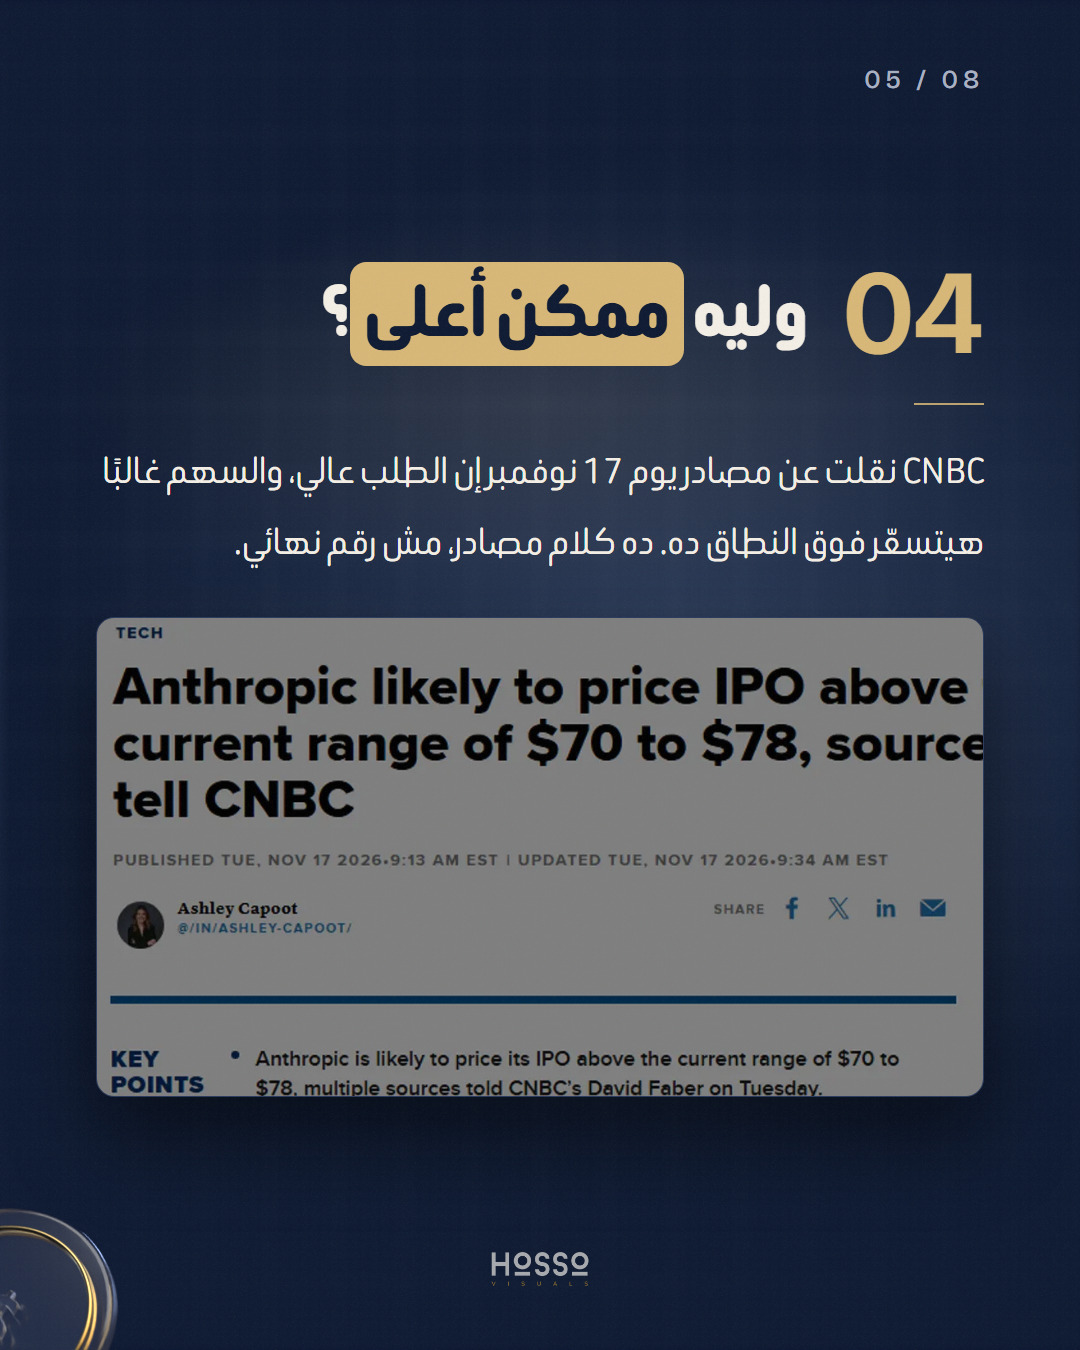 05 / 08
04 وليه ممكن أعلى؟
CNBC نقلت عن مصادر يوم 17 نوفمبر إن الطلب عالي، والسهم غالبًا
هيتسعّر فوق النطاق ده. ده كلام مصادر، مش رقم نهائي.
TECH
Anthropic likely to price IPO above
current range of $70 to $78, source
tell CNBC
PUBLISHED TUE, NOV 17 2026•9:13 AM EST | UPDATED TUE, NOV 17 2026•9:34 AM EST
Ashley Capoot
@/IN/ASHLEY-CAPOOT/
SHARE
KEY
POINTS
• Anthropic is likely to price its IPO above the current range of $70 to
$78, multiple sources told CNBC's David Faber on Tuesday.
HOSSO
VISUALS